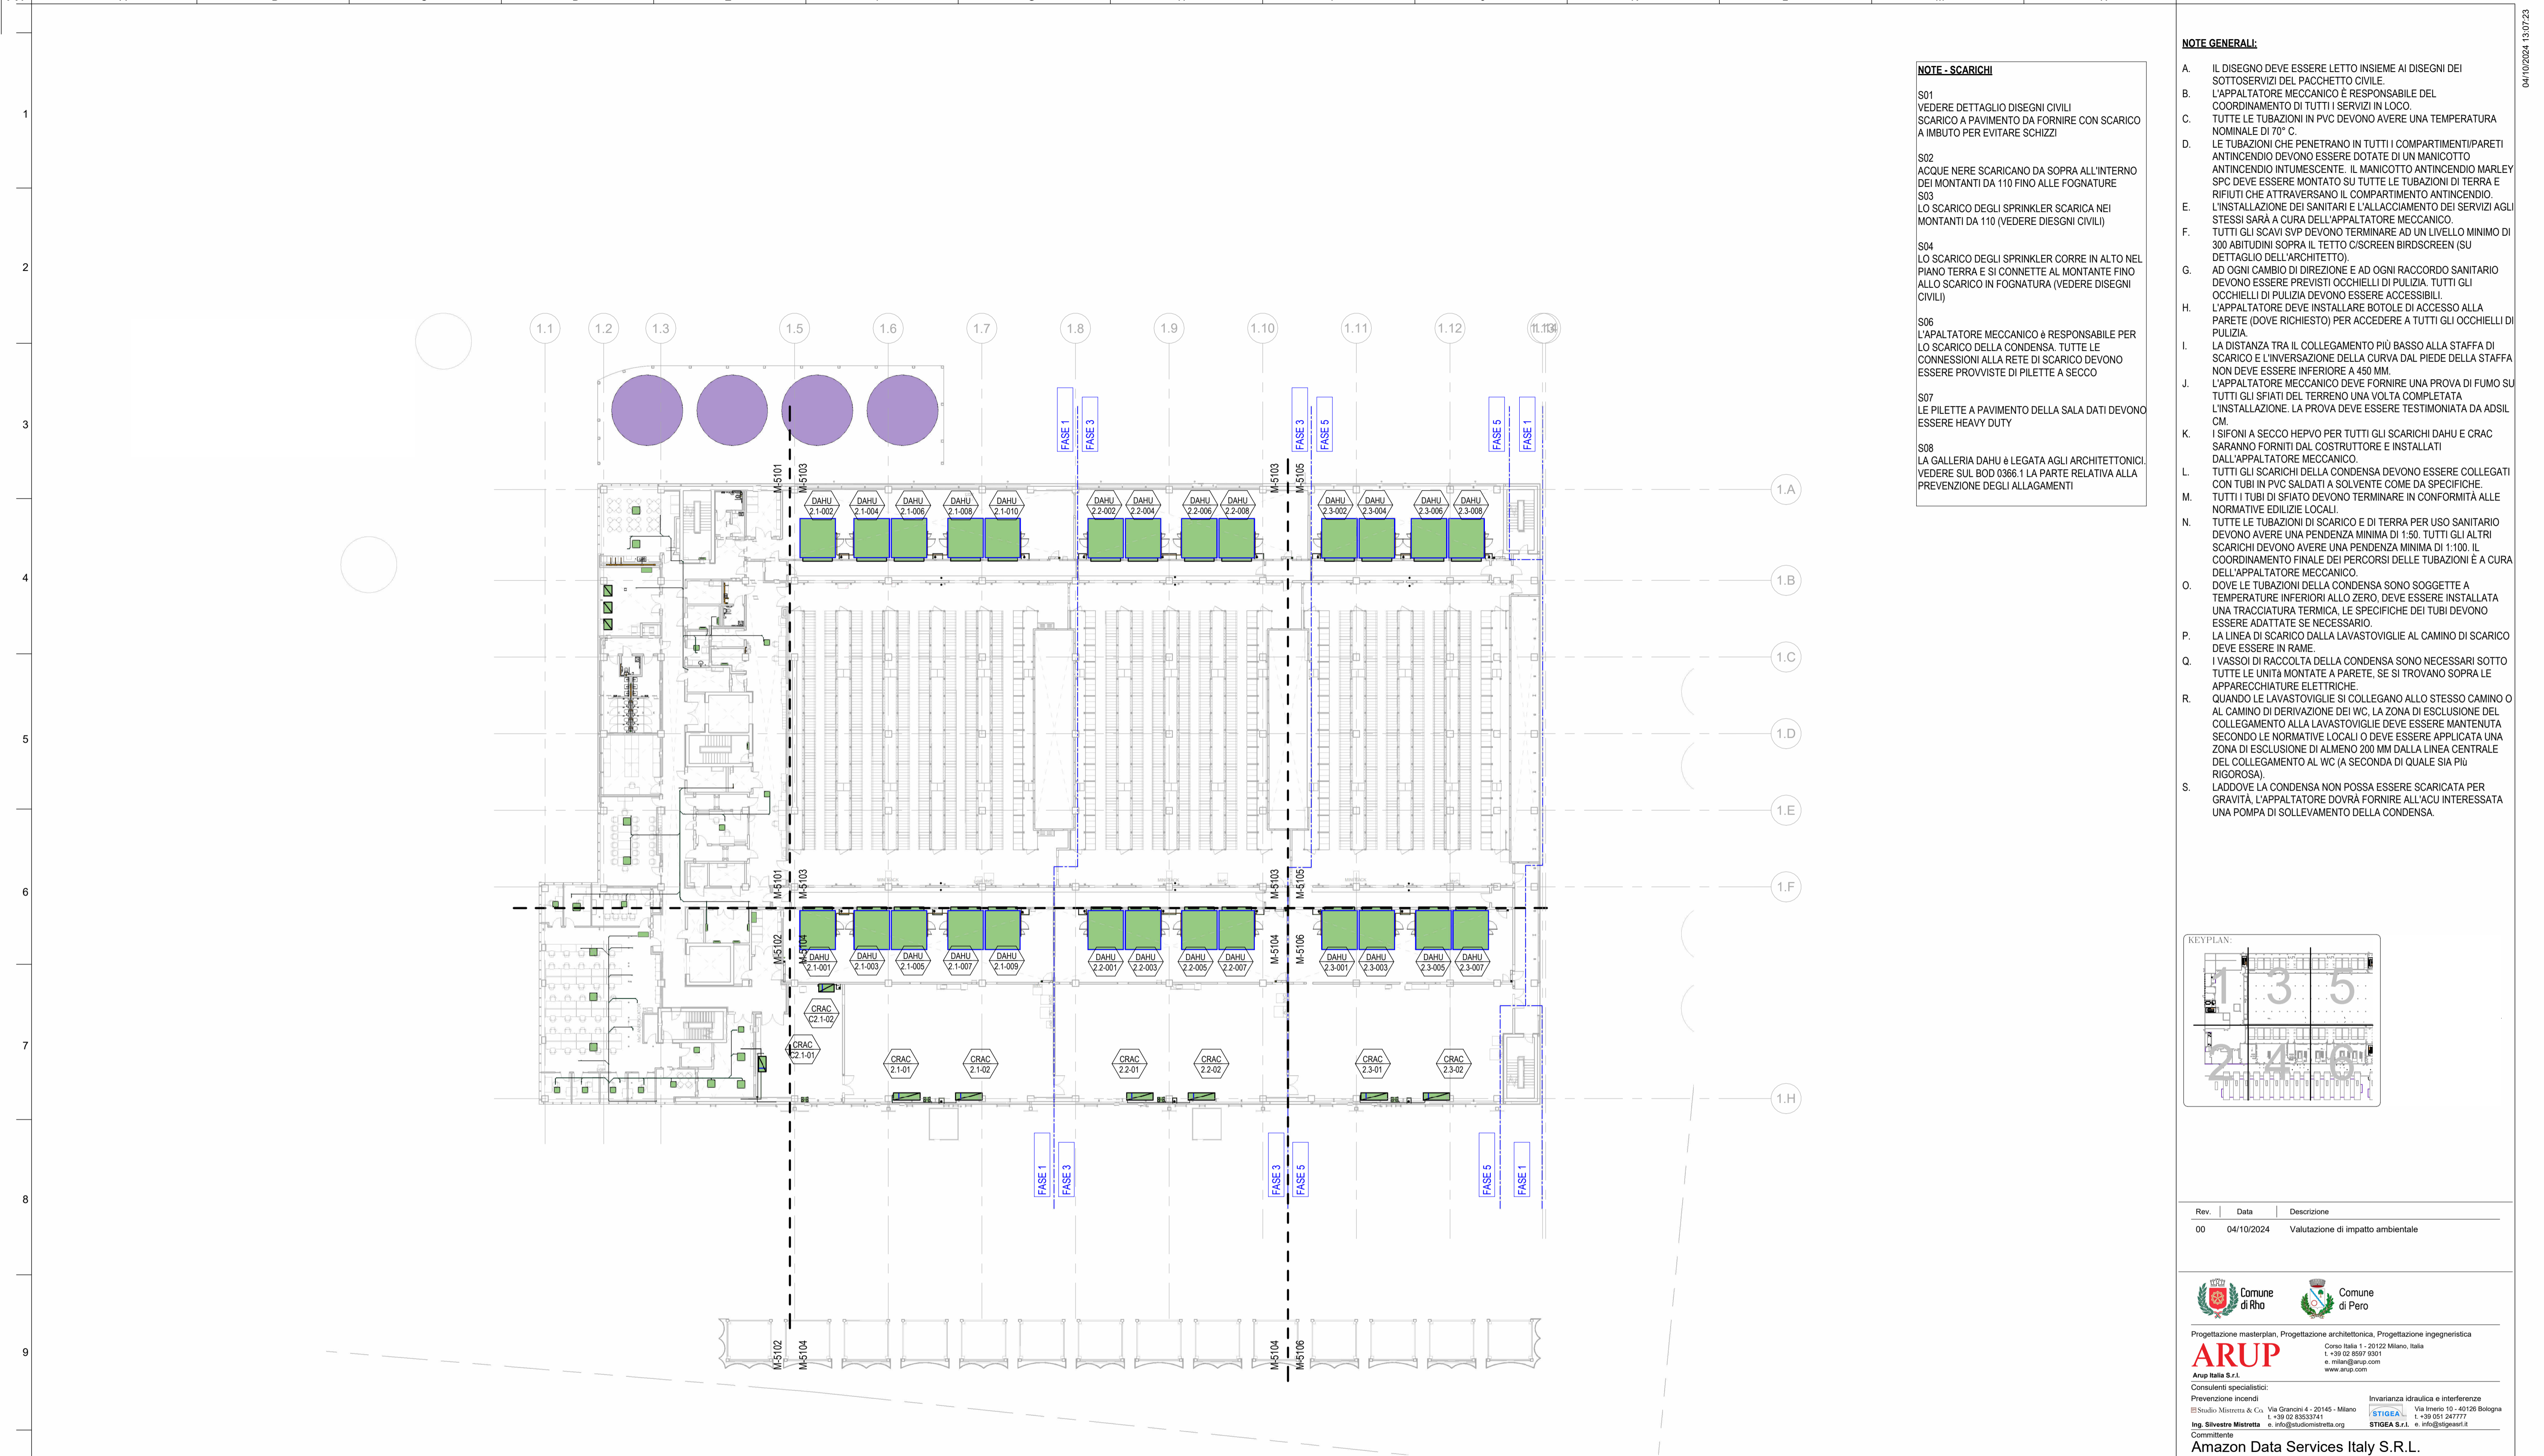 04/10/2024 13:07:23
NOTE GENERALI:
A. IL DISEGNO DEVE ESSERE LETTO INSIEME AI DISEGNI DEI
SOTTOSERVIZI DEL PACCHETTO CIVILE.
B. L'APPALTATORE MECCANICO È RESPONSABILE DEL
COORDINAMENTO DI TUTTI I SERVIZI IN LOCO.
C. TUTTE LE TUBAZIONI IN PVC DEVONO AVERE UNA TEMPERATURA
NOMINALE DI 70° C.
D. LE TUBAZIONI CHE PENETRANO IN TUTTI I COMPARTIMENTI/PARETI
ANTINCENDIO DEVONO ESSERE DOTATE DI UN MANICOTTO
ANTINCENDIO INTUMESCENTE. IL MANICOTTO ANTINCENDIO MARLEY
SPC DEVE ESSERE MONTATO SU TUTTE LE TUBAZIONI DI TERRA E
RIFIUTI CHE ATTRAVERSANO IL COMPARTIMENTO ANTINCENDIO.
E. L'INSTALLAZIONE DEI SANITARI E L'ALLACCIAMENTO DEI SERVIZI AGLI
STESSI SARÀ A CURA DELL'APPALTATORE MECCANICO.
F. TUTTI GLI SCAVI SVP DEVONO TERMINARE AD UN LIVELLO MINIMO DI
300 ABITUDINI SOPRA IL TETTO C/SCREEN BIRDSCREEN (SU
DETTAGLIO DELL'ARCHITETTO).
G. AD OGNI CAMBIO DI DIREZIONE E AD OGNI RACCORDO SANITARIO
DEVONO ESSERE PREVISTI OCCHIELLI DI PULIZIA. TUTTI GLI
OCCHIELLI DI PULIZIA DEVONO ESSERE ACCESSIBILI.
H. L'APPALTATORE DEVE INSTALLARE BOTOLE DI ACCESSO ALLA
PARETE (DOVE RICHIESTO) PER ACCEDERE A TUTTI GLI OCCHIELLI DI
PULIZIA.
I. LA DISTANZA TRA IL COLLEGAMENTO PIÙ BASSO ALLA STAFFA DI
SCARICO E L'INVERSAZIONE DELLA CURVA DAL PIEDE DELLA STAFFA
NON DEVE ESSERE INFERIORE A 450 MM.
J. L'APPALTATORE MECCANICO DEVE FORNIRE UNA PROVA DI FUMO SU
TUTTI GLI SFIATI DEL TERRENO UNA VOLTA COMPLETATA
L'INSTALLAZIONE. LA PROVA DEVE ESSERE TESTIMONIATA DA ADSIL
CM.
K. I SIFONI A SECCO HEPVO PER TUTTI GLI SCARICHI DAHU E CRAC
SARANNO FORNITI DAL COSTRUTTORE E INSTALLATI
DALL'APPALTATORE MECCANICO.
L. TUTTI GLI SCARICHI DELLA CONDENSA DEVONO ESSERE COLLEGATI
CON TUBI IN PVC SALDATI A SOLVENTE COME DA SPECIFICHE.
M. TUTTI I TUBI DI SFIATO DEVONO TERMINARE IN CONFORMITÀ ALLE
NORMATIVE EDILIZIE LOCALI.
N. TUTTE LE TUBAZIONI DI SCARICO E DI TERRA PER USO SANITARIO
DEVONO AVERE UNA PENDENZA MINIMA DI 1:50. TUTTI GLI ALTRI
SCARICHI DEVONO AVERE UNA PENDENZA MINIMA DI 1:100. IL
COORDINAMENTO FINALE DEI PERCORSI DELLE TUBAZIONI È A CURA
DELL'APPALTATORE MECCANICO.
O. DOVE LE TUBAZIONI DELLA CONDENSA SONO SOGGETTE A
TEMPERATURE INFERIORI ALLO ZERO, DEVE ESSERE INSTALLATA
UNA TRACCIATURA TERMICA, LE SPECIFICHE DEI TUBI DEVONO
ESSERE ADATTATE SE NECESSARIO.
P. LA LINEA DI SCARICO DALLA LAVASTOVIGLIE AL CAMINO DI SCARICO
DEVE ESSERE IN RAME.
Q. I VASSOI DI RACCOLTA DELLA CONDENSA SONO NECESSARI SOTTO
TUTTE LE UNITà MONTATE A PARETE, SE SI TROVANO SOPRA LE
APPARECCHIATURE ELETTRICHE.
R. QUANDO LE LAVASTOVIGLIE SI COLLEGANO ALLO STESSO CAMINO O
AL CAMINO DI DERIVAZIONE DEI WC, LA ZONA DI ESCLUSIONE DEL
COLLEGAMENTO ALLA LAVASTOVIGLIE DEVE ESSERE MANTENUTA
SECONDO LE NORMATIVE LOCALI O DEVE ESSERE APPLICATA UNA
ZONA DI ESCLUSIONE DI ALMENO 200 MM DALLA LINEA CENTRALE
DEL COLLEGAMENTO AL WC (A SECONDA DI QUALE SIA PIù
RIGOROSA).
S. LADDOVE LA CONDENSA NON POSSA ESSERE SCARICATA PER
GRAVITÀ, L'APPALTATORE DOVRÀ FORNIRE ALL'ACU INTERESSATA
UNA POMPA DI SOLLEVAMENTO DELLA CONDENSA.
NOTE - SCARICHI
S01
VEDERE DETTAGLIO DISEGNI CIVILI
SCARICO A PAVIMENTO DA FORNIRE CON SCARICO
A IMBUTO PER EVITARE SCHIZZI
S02
ACQUE NERE SCARICANO DA SOPRA ALL'INTERNO
DEI MONTANTI DA 110 FINO ALLE FOGNATURE
S03
LO SCARICO DEGLI SPRINKLER SCARICA NEI
MONTANTI DA 110 (VEDERE DIESGNI CIVILI)
S04
LO SCARICO DEGLI SPRINKLER CORRE IN ALTO NEL
PIANO TERRA E SI CONNETTE AL MONTANTE FINO
ALLO SCARICO IN FOGNATURA (VEDERE DISEGNI
CIVILI)
S06
L'APALTATORE MECCANICO è RESPONSABILE PER
LO SCARICO DELLA CONDENSA. TUTTE LE
CONNESSIONI ALLA RETE DI SCARICO DEVONO
ESSERE PROVVISTE DI PILETTE A SECCO
S07
LE PILETTE A PAVIMENTO DELLA SALA DATI DEVONO
ESSERE HEAVY DUTY
S08
LA GALLERIA DAHU è LEGATA AGLI ARCHITETTONICI.
VEDERE SUL BOD 0366.1 LA PARTE RELATIVA ALLA
PREVENZIONE DEGLI ALLAGAMENTI
1
2
3
4
5
6
7
8
9
1.1 1.2 1.3 1.5 1.6 1.7 1.8 1.9 1.10 1.11 1.12 1.13 1.14
FASE 1 FASE 3 FASE 3 FASE 5 FASE 5 FASE 1
M-5101 M-5103 M-5103 M-5105
1.A
1.B
1.C
1.D
1.E
1.F
1.H
DAHU 2.1-002
DAHU 2.1-004
DAHU 2.1-006
DAHU 2.1-008
DAHU 2.1-010
DAHU 2.2-002
DAHU 2.2-004
DAHU 2.2-006
DAHU 2.2-008
DAHU 2.3-002
DAHU 2.3-004
DAHU 2.3-006
DAHU 2.3-008
M-5101 M-5103 M-5103 M-5105
M-5102 M-5104 M-5104 M-5106
DAHU 2.1-001
DAHU 2.1-003
DAHU 2.1-005
DAHU 2.1-007
DAHU 2.1-009
DAHU 2.2-001
DAHU 2.2-003
DAHU 2.2-005
DAHU 2.2-007
DAHU 2.3-001
DAHU 2.3-003
DAHU 2.3-005
DAHU 2.3-007
CRAC C2.1-02
CRAC C2.1-01
CRAC 2.1-01
CRAC 2.1-02
CRAC 2.2-01
CRAC 2.2-02
CRAC 2.3-01
CRAC 2.3-02
FASE 1 FASE 3 FASE 3 FASE 5 FASE 5 FASE 1
M-5102 M-5104 M-5104 M-5106
KEYPLAN:
1 3 5
2 4 6
Rev. Data Descrizione
00 04/10/2024 Valutazione di impatto ambientale
Comune
di Rho
Comune
di Pero
Progettazione masterplan, Progettazione architettonica, Progettazione ingegneristica
ARUP
Arup Italia S.r.l.
Corso Italia 1 - 20122 Milano, Italia
t. +39 02 8597 9301
e. milan@arup.com
www.arup.com
Consulenti specialistici:
Prevenzione incendi
Studio Mistretta & Co.
Ing. Silvestre Mistretta
Via Grancini 4 - 20145 - Milano
t. +39 02 83533741
e. info@studiomistretta.org
Invarianza idraulica e interferenze
STIGEA
STIGEA S.r.l.
Via Irnerio 10 - 40126 Bologna
t. +39 051 247777
e. info@stigeasrl.it
Committente
Amazon Data Services Italy S.R.L.